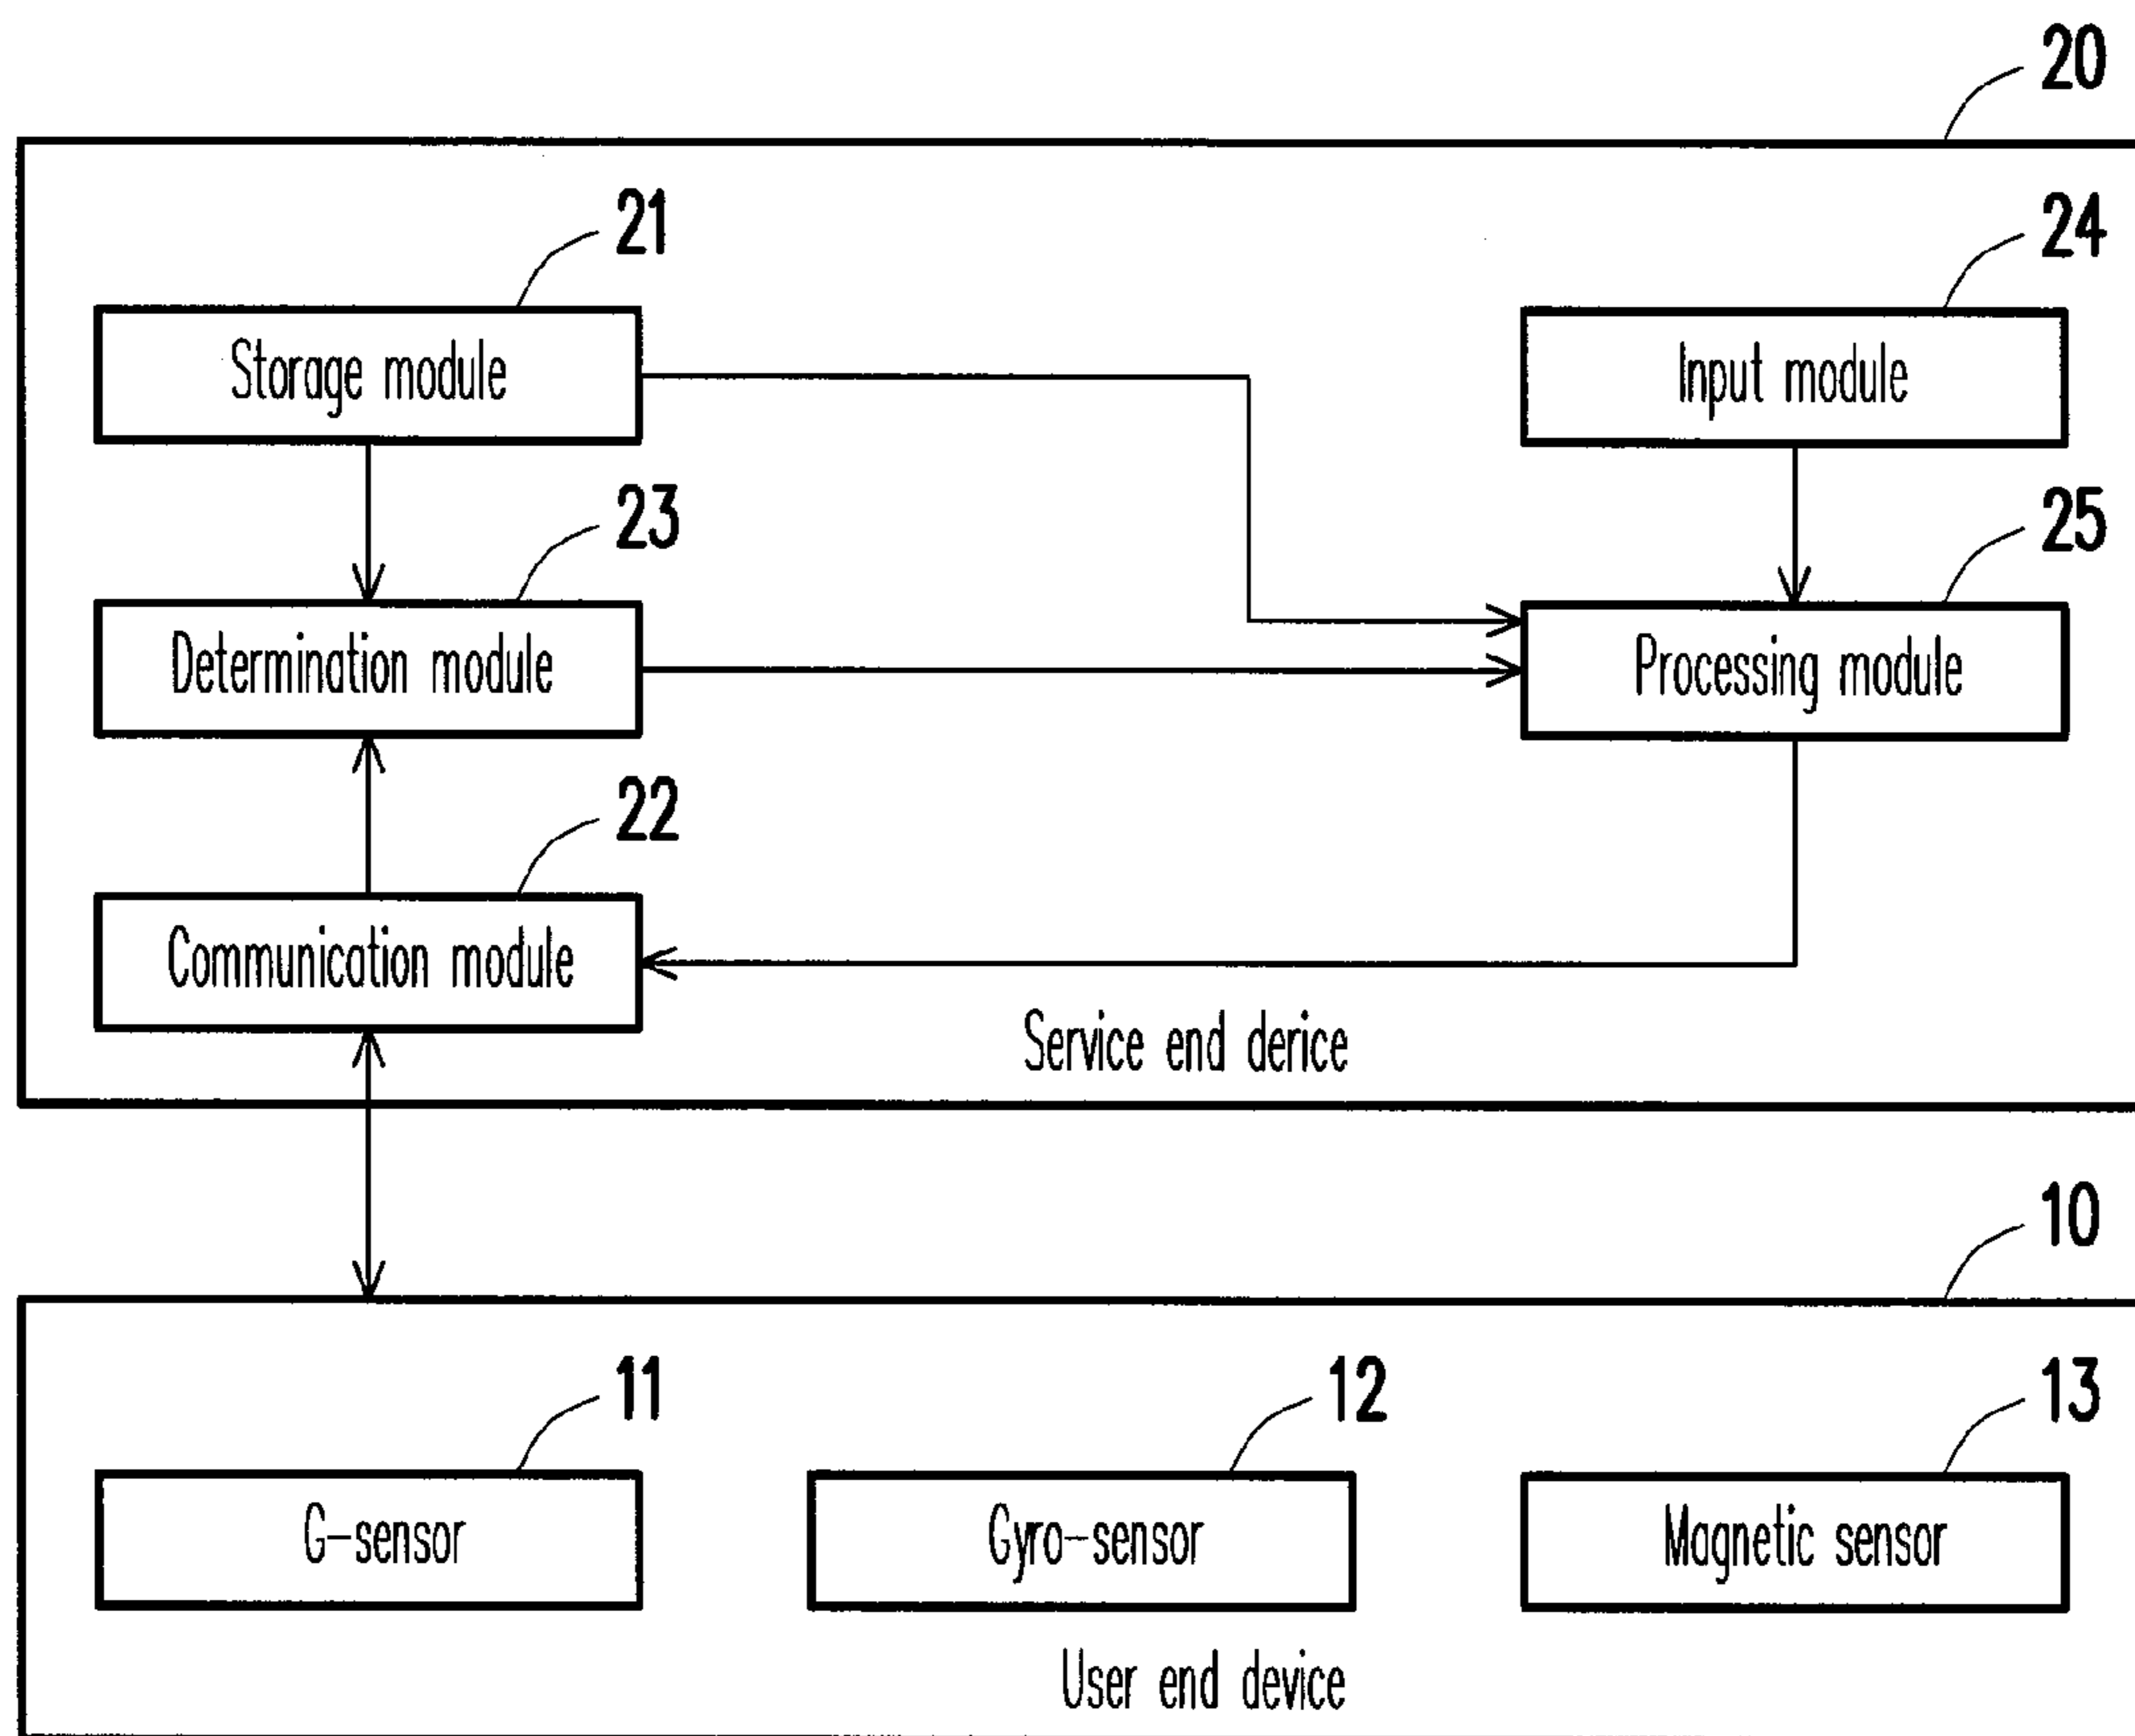 20
21
24
Storage module
Input module
23
25
Determination module
Processing module
22
Communication module
Service end derice
10
11
12
13
G-sensor
Gyro-sensor
Magnetic sensor
User end device